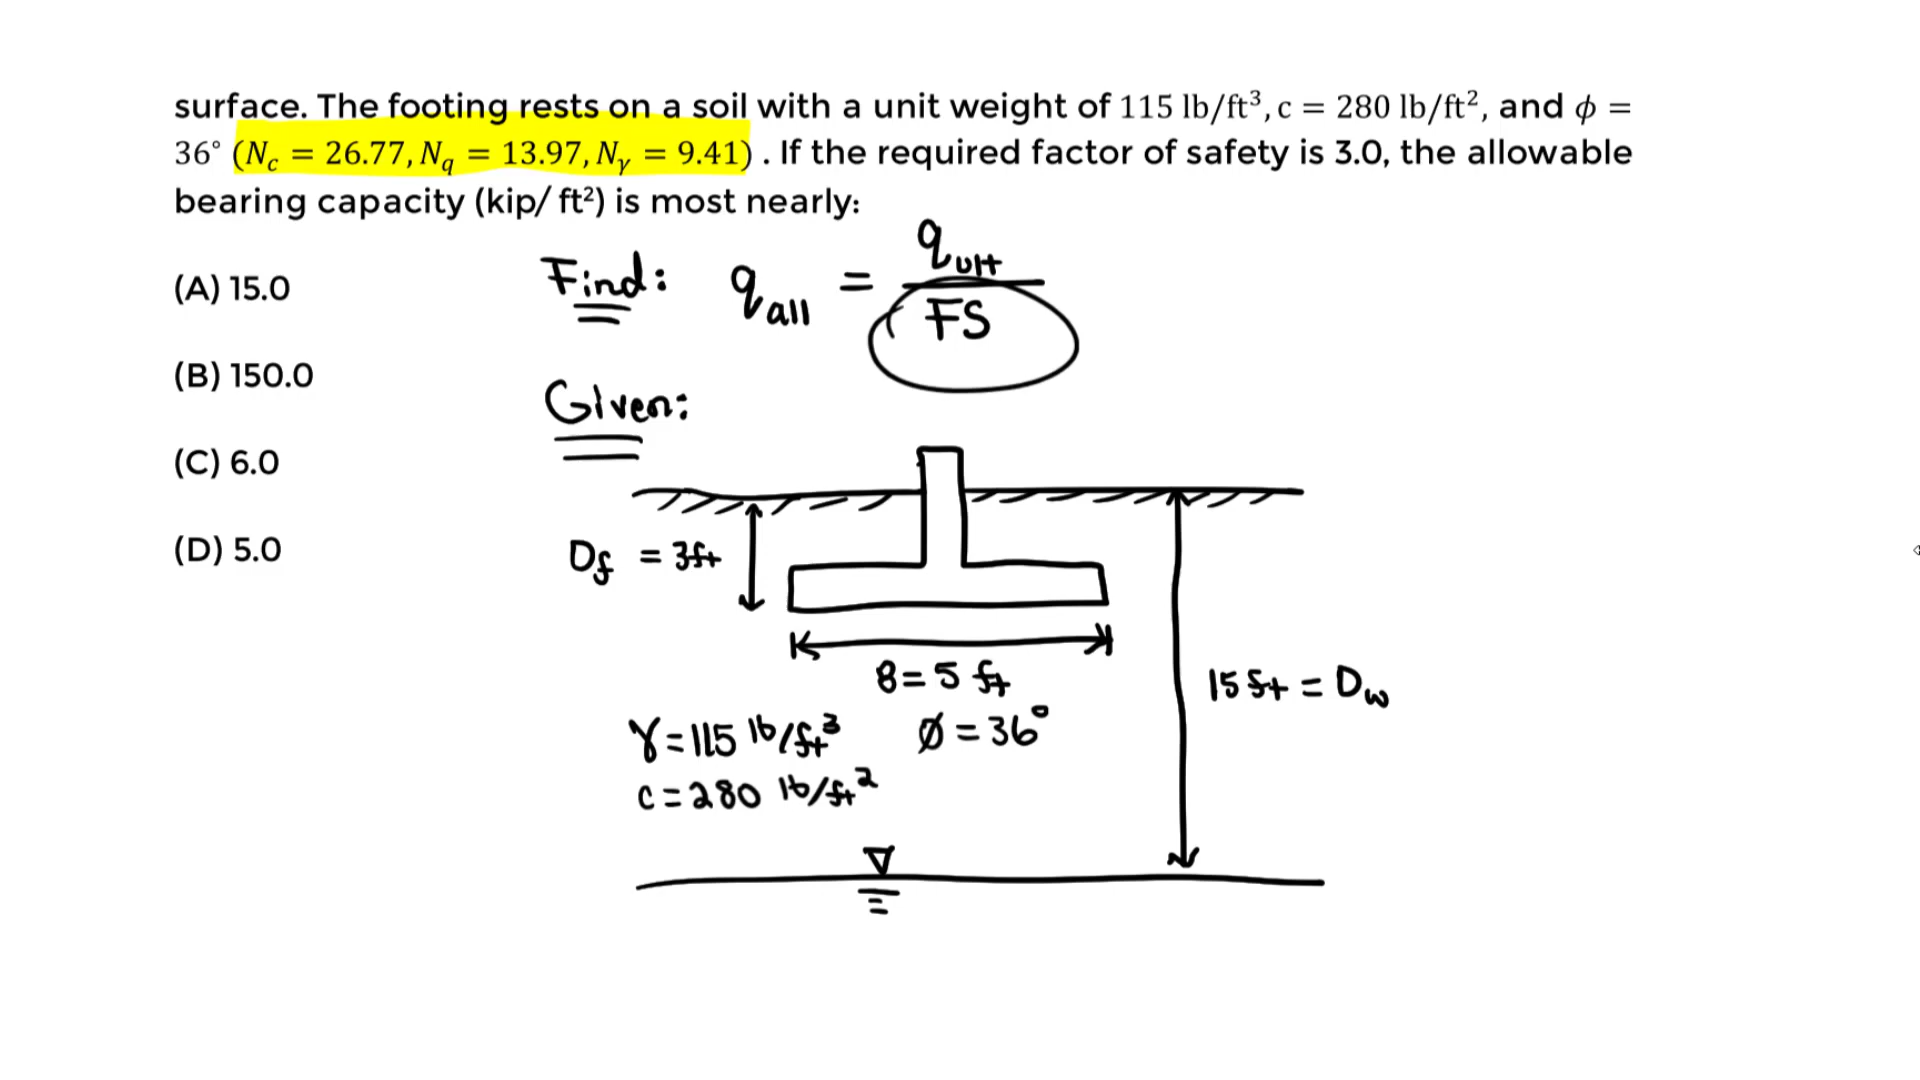 surface. The footing rests on a soil with a unit weight of 115 lb/ft³, c = 280 lb/ft², and ϕ =
36° (N_c = 26.77, N_q = 13.97, N_γ = 9.41) . If the required factor of safety is 3.0, the allowable
bearing capacity (kip/ ft²) is most nearly:
(A) 15.0
(B) 150.0
(C) 6.0
(D) 5.0
Find: q_all = q_ult / FS
Given:
D_f = 3ft
B = 5 ft
15 ft = D_w
γ = 115 lb/ft³ ø = 36°
c = 280 lb/ft²